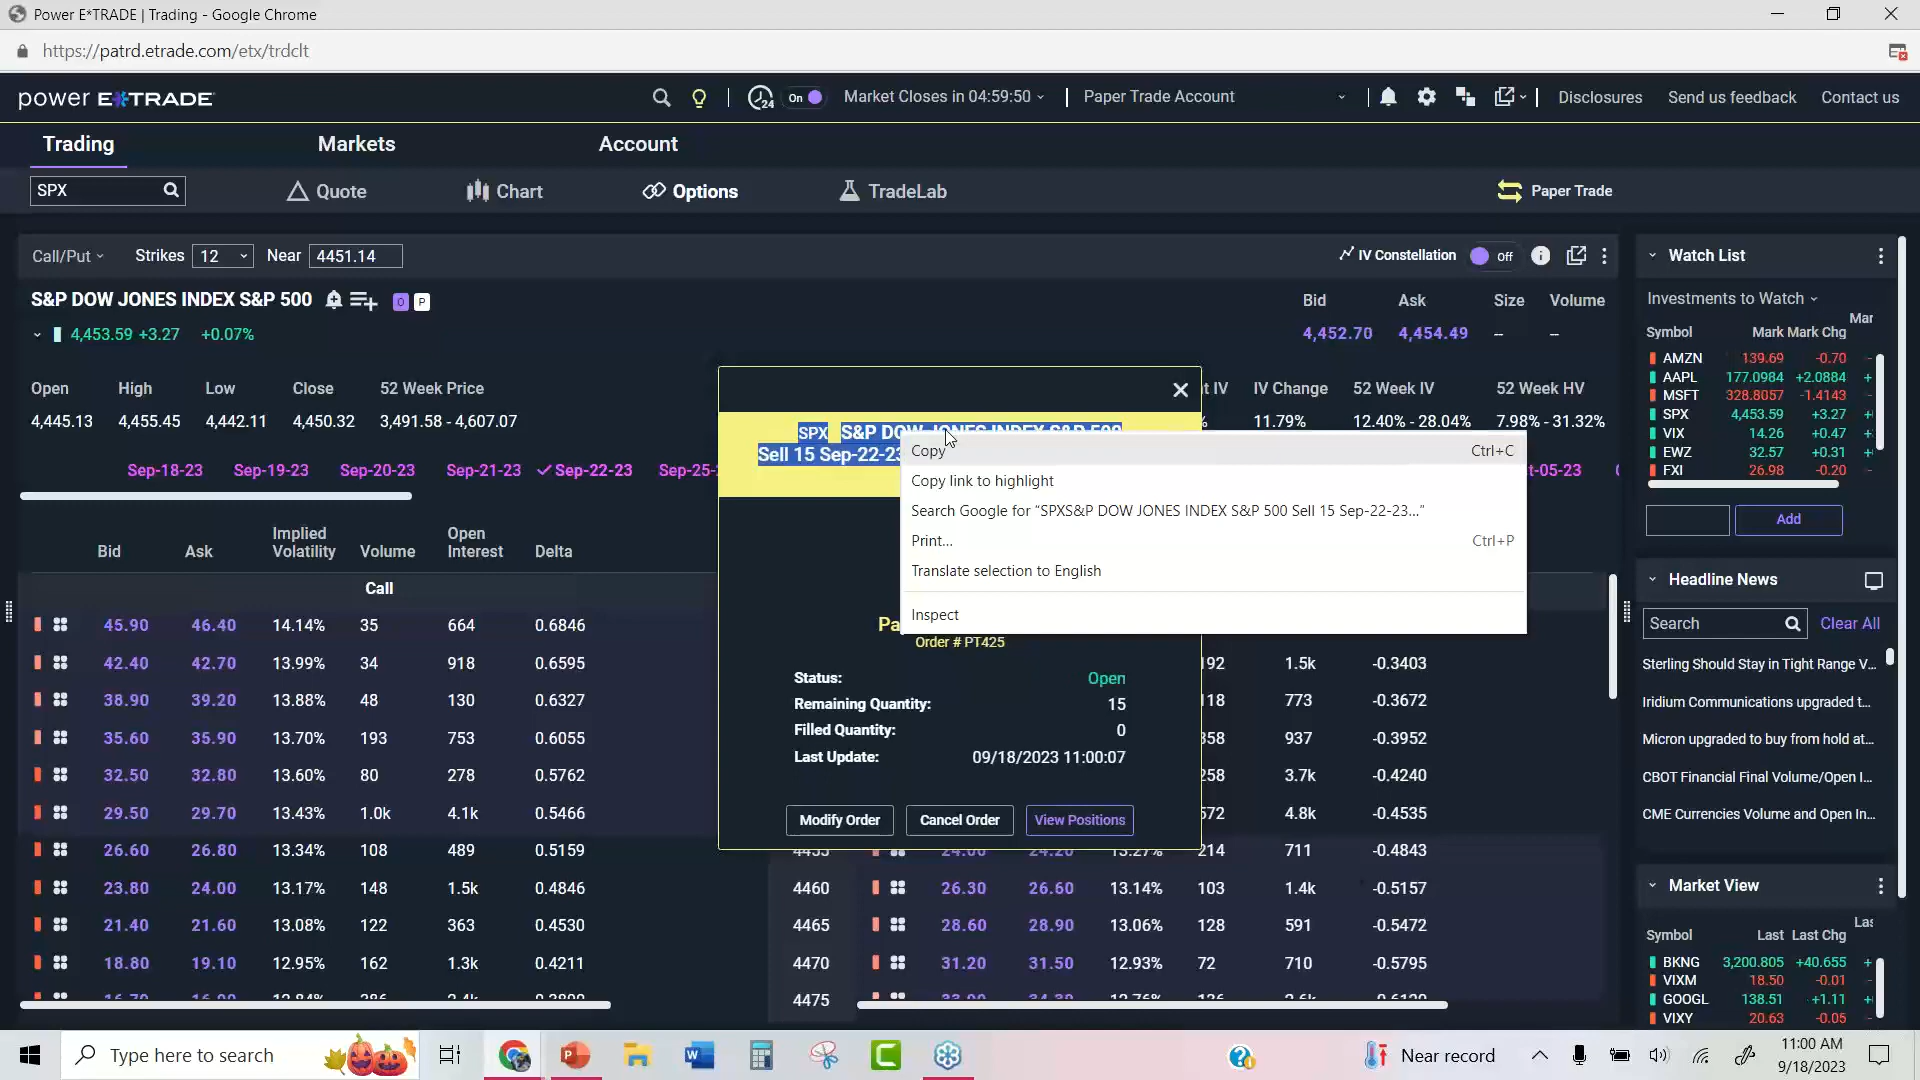 Power E*TRADE | Trading - Google Chrome
https://patrd.etrade.com/etx/trdclt
power E*TRADE
24
On
Market Closes in 04:59:50
Paper Trade Account
Disclosures
Send us feedback
Contact us
Trading
Markets
Account
SPX
Quote
Chart
Options
TradeLab
Paper Trade
Call/Put
Strikes 12
Near 4451.14
IV Constellation
Off
S&P DOW JONES INDEX S&P 500
O P
4,453.59 +3.27 +0.07%
Bid Ask Size Volume
4,452.70 4,454.49 -- --
Open High Low Close 52 Week Price
4,445.13 4,455.45 4,442.11 4,450.32 3,491.58 - 4,607.07
IV IV Change 52 Week IV 52 Week HV
% 11.79% 12.40% - 28.04% 7.98% - 31.32%
Sep-18-23 Sep-19-23 Sep-20-23 Sep-21-23 Sep-22-23 Sep-25-
t-05-23
Bid Ask Implied Volatility Volume Open Interest Delta
Call
45.90 46.40 14.14% 35 664 0.6846
42.40 42.70 13.99% 34 918 0.6595
38.90 39.20 13.88% 48 130 0.6327
35.60 35.90 13.70% 193 753 0.6055
32.50 32.80 13.60% 80 278 0.5762
29.50 29.70 13.43% 1.0k 4.1k 0.5466
26.60 26.80 13.34% 108 489 0.5159
23.80 24.00 13.17% 148 1.5k 0.4846
21.40 21.60 13.08% 122 363 0.4530
18.80 19.10 12.95% 162 1.3k 0.4211
SPX S&P DOW JONES INDEX S&P 500
Sell 15 Sep-22-23
Copy Ctrl+C
Copy link to highlight
Search Google for “SPXS&P DOW JONES INDEX S&P 500 Sell 15 Sep-22-23...”
Print... Ctrl+P
Translate selection to English
Inspect
Order # PT425
Status: Open
Remaining Quantity: 15
Filled Quantity: 0
Last Update: 09/18/2023 11:00:07
Modify Order
Cancel Order
View Positions
192 1.5k -0.3403
118 773 -0.3672
358 937 -0.3952
258 3.7k -0.4240
572 4.8k -0.4535
214 711 -0.4843
4460 26.30 26.60 13.14% 103 1.4k -0.5157
4465 28.60 28.90 13.06% 128 591 -0.5472
4470 31.20 31.50 12.93% 72 710 -0.5795
4475
Watch List
Investments to Watch
Symbol Mark Mark Chg Mar
AMZN 139.69 -0.70
AAPL 177.0984 +2.0884 +
MSFT 328.8057 -1.4143
SPX 4,453.59 +3.27 +
VIX 14.26 +0.47 +
EWZ 32.57 +0.31 +
FXI 26.98 -0.20 -
Add
Headline News
Search
Clear All
Sterling Should Stay in Tight Range V...
Iridium Communications upgraded t...
Micron upgraded to buy from hold at...
CBOT Financial Final Volume/Open I...
CME Currencies Volume and Open In...
Market View
Symbol Last Last Chg Las
BKNG 3,200.805 +40.655 +
VIXM 18.50 -0.01 -
GOOGL 138.51 +1.11 +
VIXY 20.63 -0.05 -
Type here to search
Near record
11:00 AM
9/18/2023